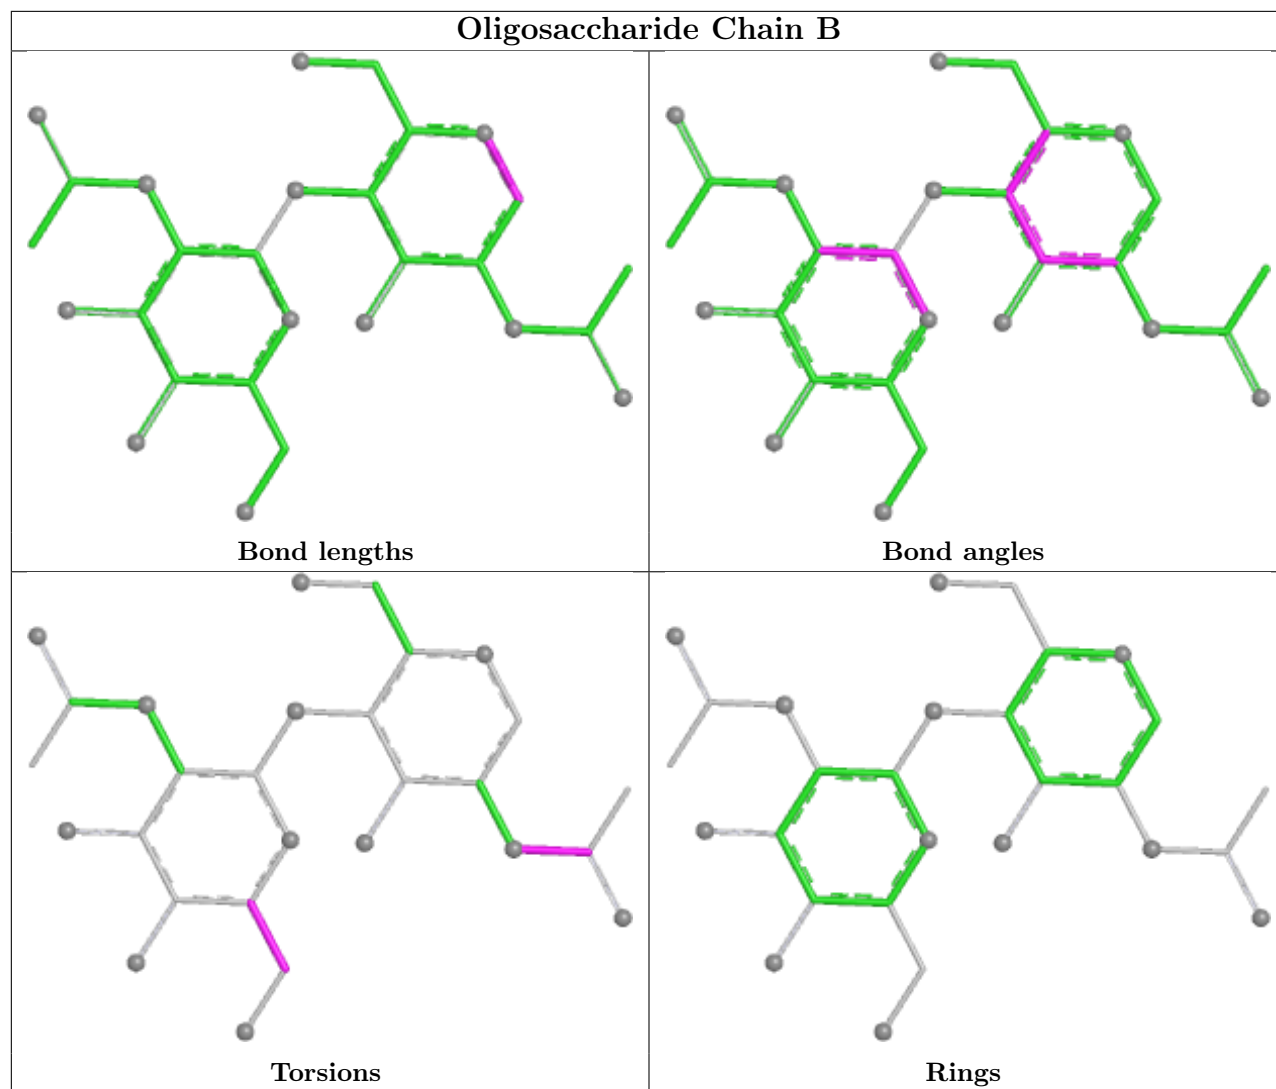 Oligosaccharide Chain B
Bond lengths
Bond angles
Torsions
Rings